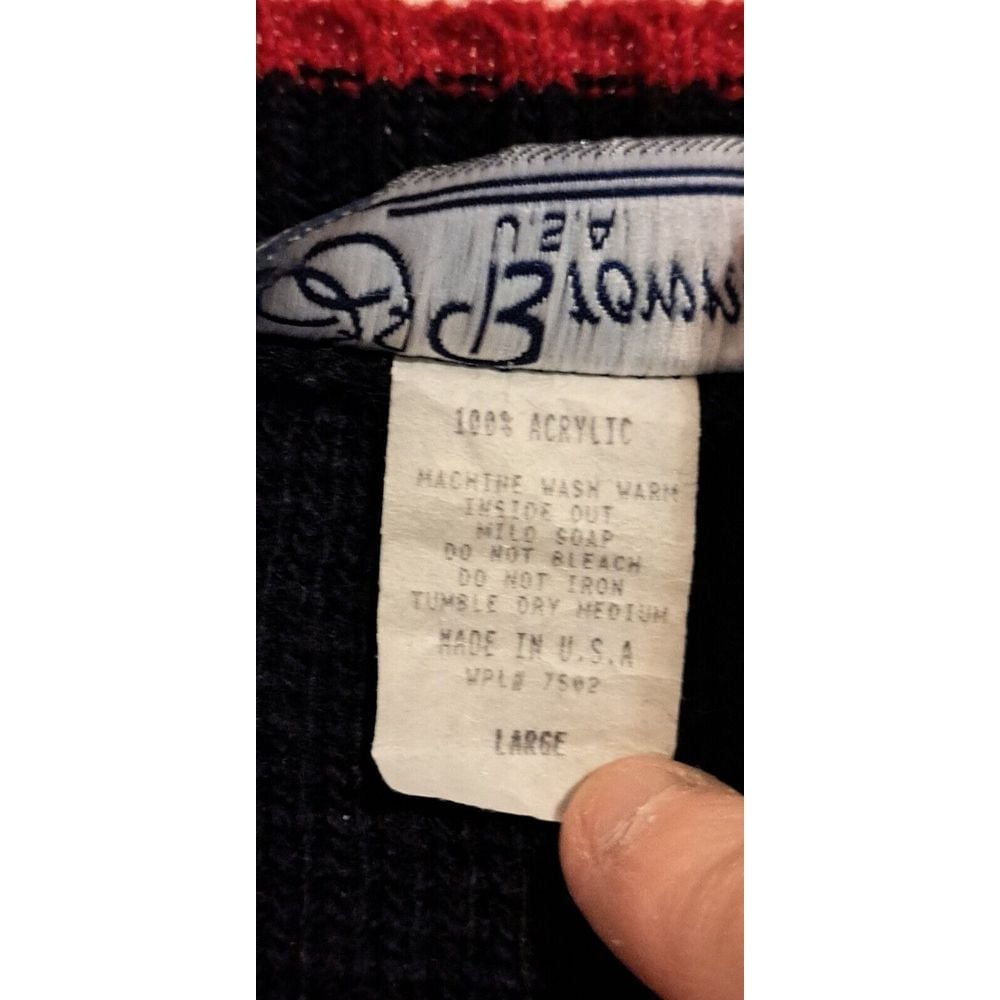 U.S.A
100% ACRYLIC
MACHINE WASH WARM
INSIDE OUT
MILD SOAP
DO NOT BLEACH
DO NOT IRON
TUMBLE DRY MEDIUM
MADE IN U.S.A
WPL# 7502
LARGE